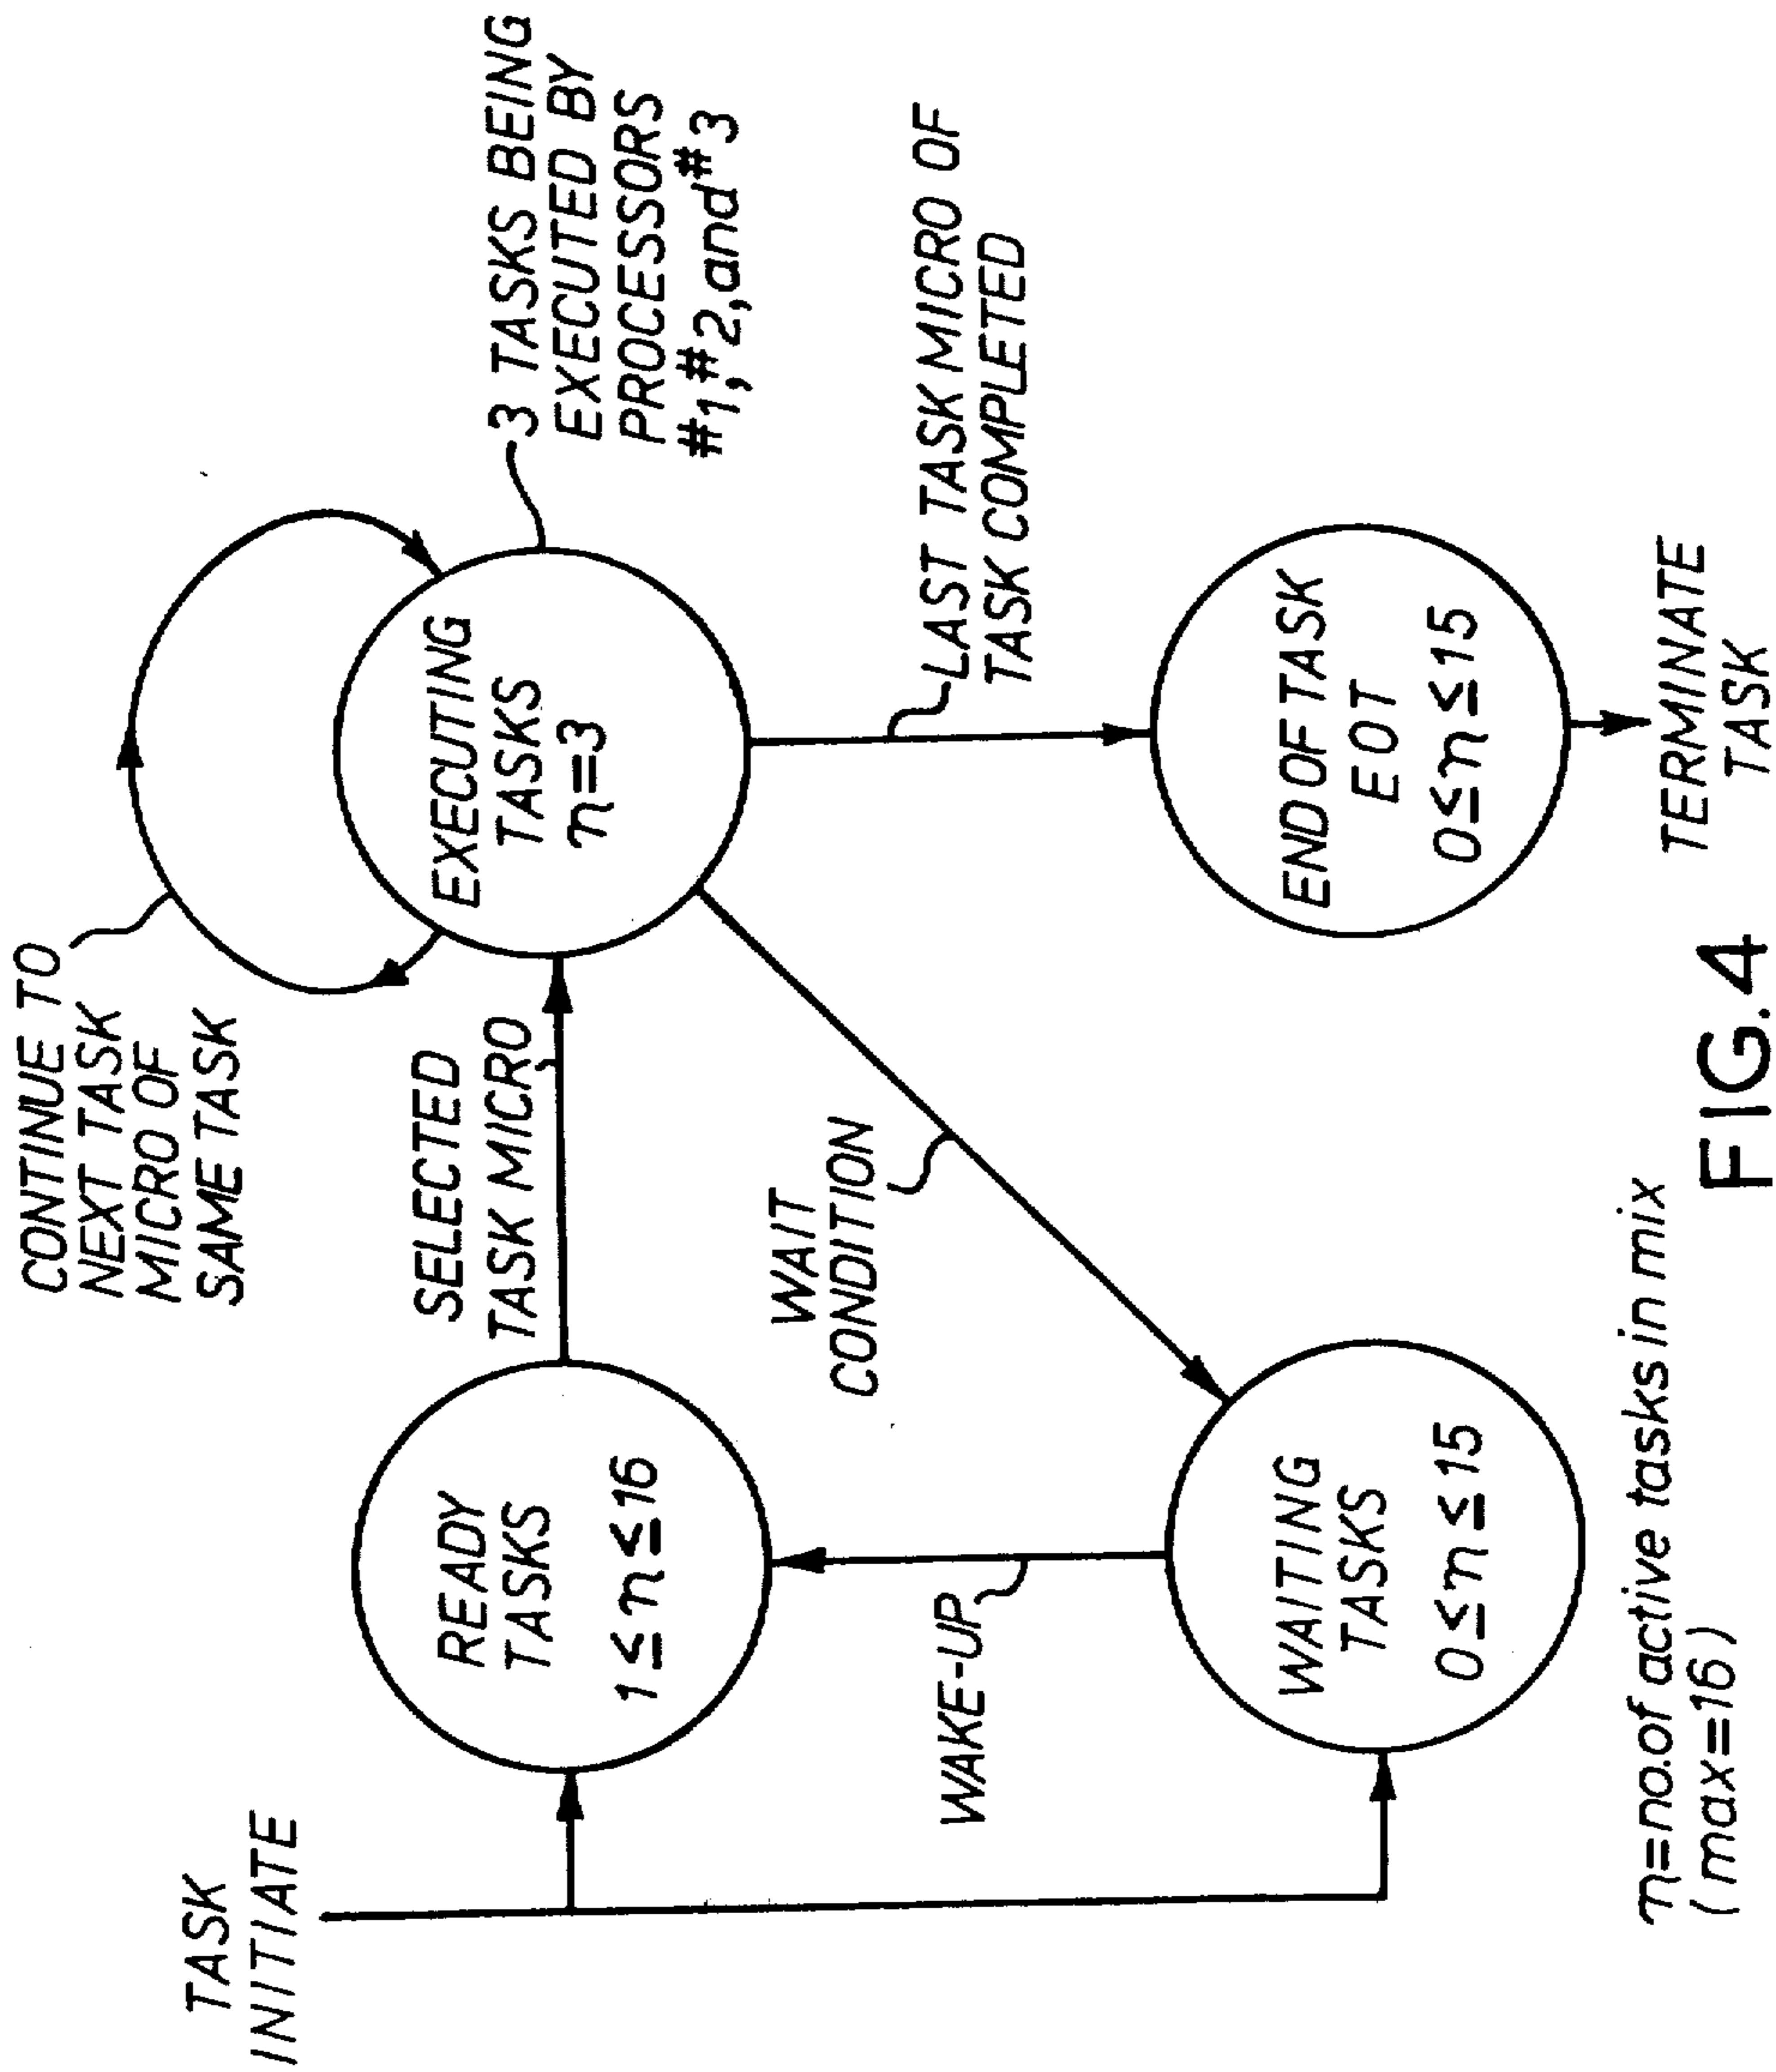 TASK
INITIATE
READY
TASKS
1≤n≤16
SELECTED
TASK MICRO
CONTINUE TO
NEXT TASK
MICRO OF
SAME TASK
EXECUTING
TASKS
n=3
3 TASKS BEING
EXECUTED BY
PROCESSORS
#1, #2, and #3
WAKE-UP
WAIT
CONDITION
LAST TASK MICRO OF
TASK COMPLETED
WAITING
TASKS
0≤n≤15
END OF TASK
EOT
0≤n≤15
TERMINATE
TASK
n=no. of active tasks in mix
(max=16)
FIG. 4